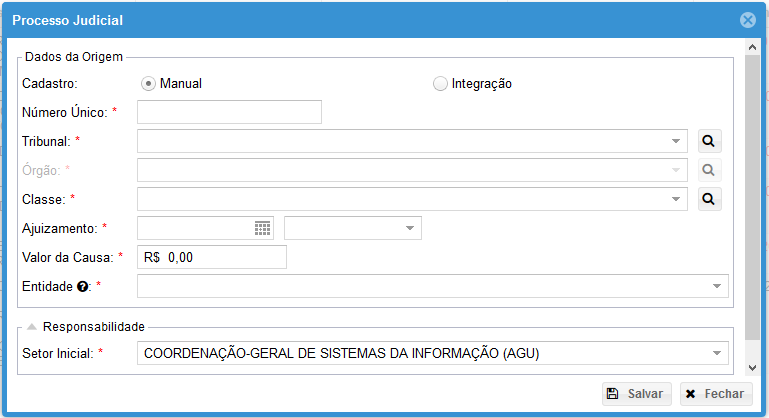 Processo Judicial
Dados da Origem
Cadastro: Manual Integração
Número Único: *
Tribunal: *
Órgão: *
Classe: *
Ajuizamento: *
Valor da Causa: * R$ 0,00
Entidade ?: *
Responsabilidade
Setor Inicial: * COORDENAÇÃO-GERAL DE SISTEMAS DA INFORMAÇÃO (AGU)
Salvar Fechar